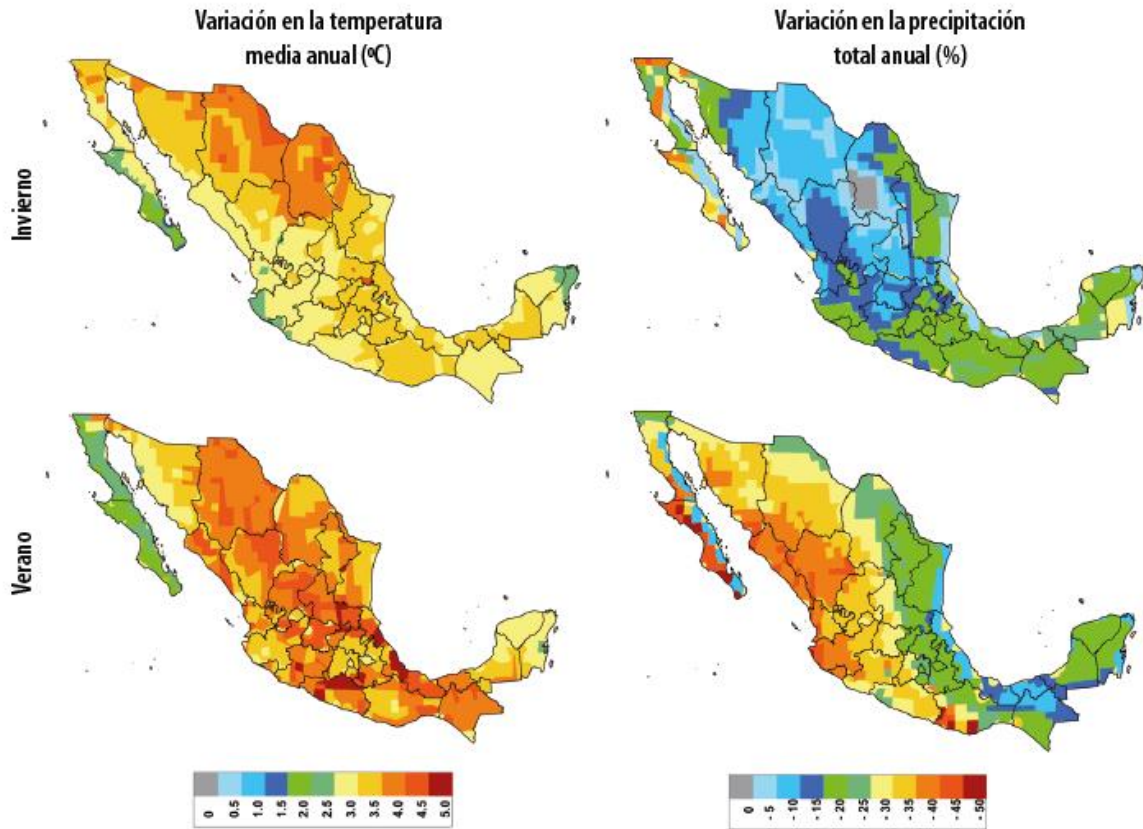 Variación en la temperatura
media anual (ºC)
Variación en la precipitación
total anual (%)
Invierno
Verano
0 0.5 1.0 1.5 2.0 2.5 3.0 3.0 4.0 4.5 5.0
0 - 5 - 10 - 15 - 20 - 25 - 30 - 35 - 40 - 45 - 50